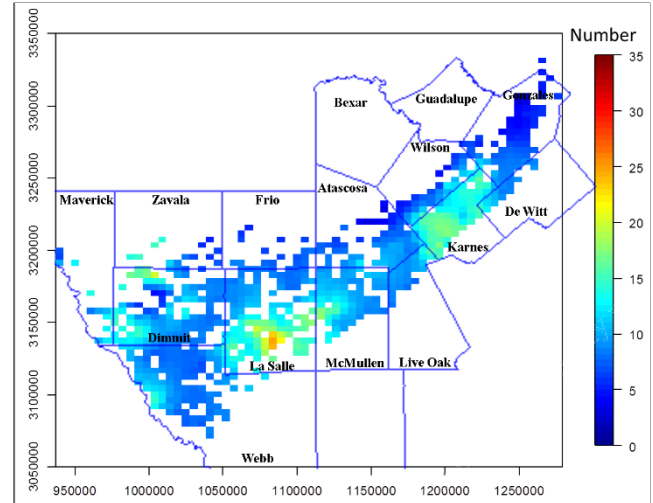 Number
3350000
3300000
3250000
3200000
3150000
3100000
3050000
Bexar
Guadalupe
Gonzales
Wilson
Atascosa
Maverick
Zavala
Frio
De Witt
Karnes
Dimmit
La Salle
McMullen
Live Oak
Webb
950000
1000000
1050000
1100000
1150000
1200000
1250000
35
30
25
20
15
10
5
0